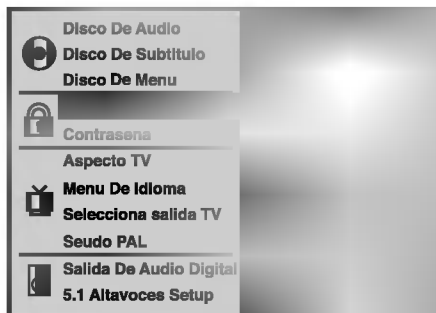 Disco De Audio
Disco De Subtitulo
Disco De Menu
Contrasena
Aspecto TV
Menu De Idioma
Selecciona salida TV
Seudo PAL
Salida De Audio Digital
5.1 Altavoces Setup